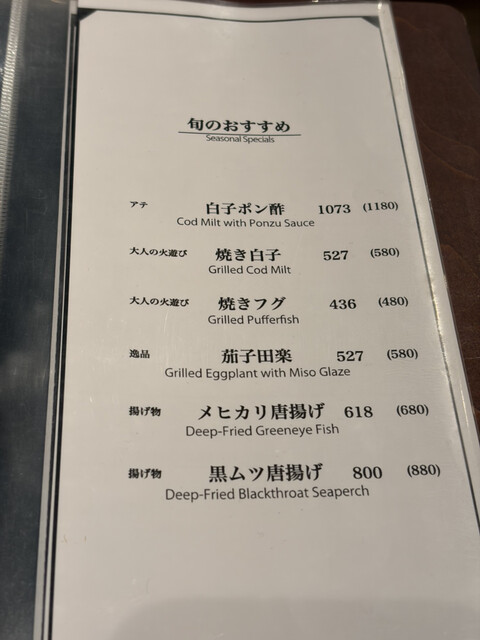 旬のおすすめ
Seasonal Specials
アテ 白子ポン酢 1073 (1180)
Cod Milt with Ponzu Sauce
大人の火遊び 焼き白子 527 (580)
Grilled Cod Milt
大人の火遊び 焼きフグ 436 (480)
Grilled Pufferfish
逸品 茄子田楽 527 (580)
Grilled Eggplant with Miso Glaze
揚げ物 メヒカリ唐揚げ 618 (680)
Deep-Fried Greeneye Fish
揚げ物 黒ムツ唐揚げ 800 (880)
Deep-Fried Blackthroat Seaperch